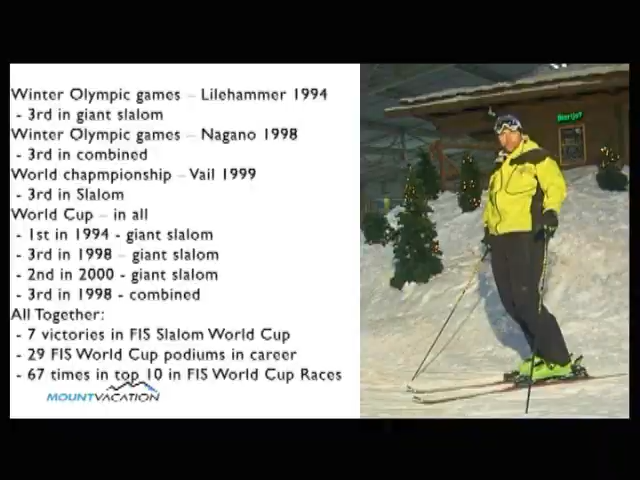 Winter Olympic games – Lilehammer 1994
- 3rd in giant slalom
Winter Olympic games – Nagano 1998
- 3rd in combined
World chapmpionship – Vail 1999
- 3rd in Slalom
World Cup – in all
- 1st in 1994 - giant slalom
- 3rd in 1998 – giant slalom
- 2nd in 2000 - giant slalom
- 3rd in 1998 - combined
All Together:
- 7 victories in FIS Slalom World Cup
- 29 FIS World Cup podiums in career
- 67 times in top 10 in FIS World Cup Races
MOUNTVACATION